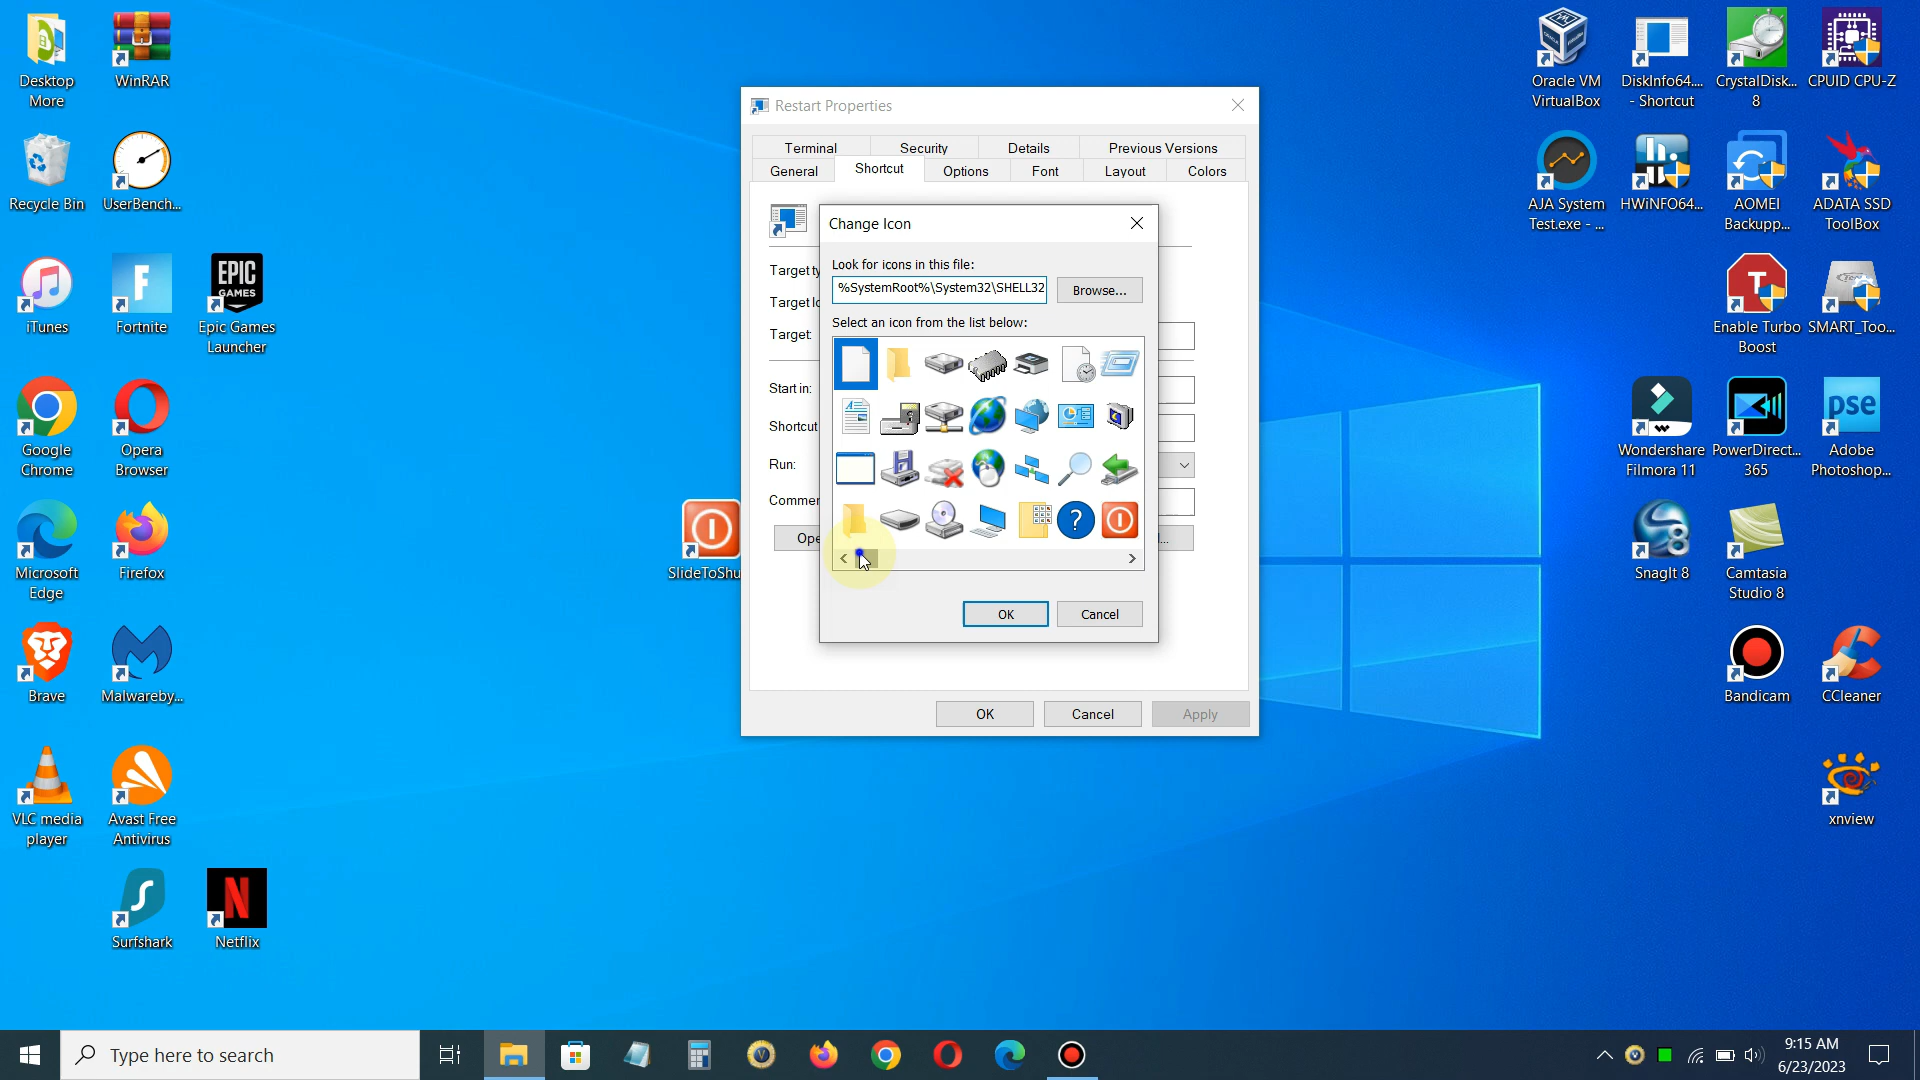 Desktop
More
WinRAR
Recycle Bin
UserBench...
iTunes
Fortnite
EPIC
GAMES
Epic Games
Launcher
Google
Chrome
Opera
Browser
Microsoft
Edge
Firefox
Brave
Malwareby...
VLC media
player
Avast Free
Antivirus
Surfshark
Netflix
SlideToShu
Restart Properties
Terminal
Security
Details
Previous Versions
General
Shortcut
Options
Font
Layout
Colors
Target ty
Target lo
Target:
Start in:
Shortcut
Run:
Commen
Ope
...
Change Icon
Look for icons in this file:
%SystemRoot%\System32\SHELL32
Browse...
Select an icon from the list below:
OK
Cancel
OK
Cancel
Apply
Oracle VM
VirtualBox
DiskInfo64....
- Shortcut
CrystalDisk...
8
CPUID CPU-Z
AJA System
Test.exe - ...
HWiNFO64...
AOMEI
Backupp...
ADATA SSD
ToolBox
Enable Turbo
Boost
SMART_Too...
Wondershare
Filmora 11
PowerDirect...
365
pse
Adobe
Photoshop...
SnagIt 8
Camtasia
Studio 8
Bandicam
CCleaner
xnview
Type here to search
9:15 AM
6/23/2023